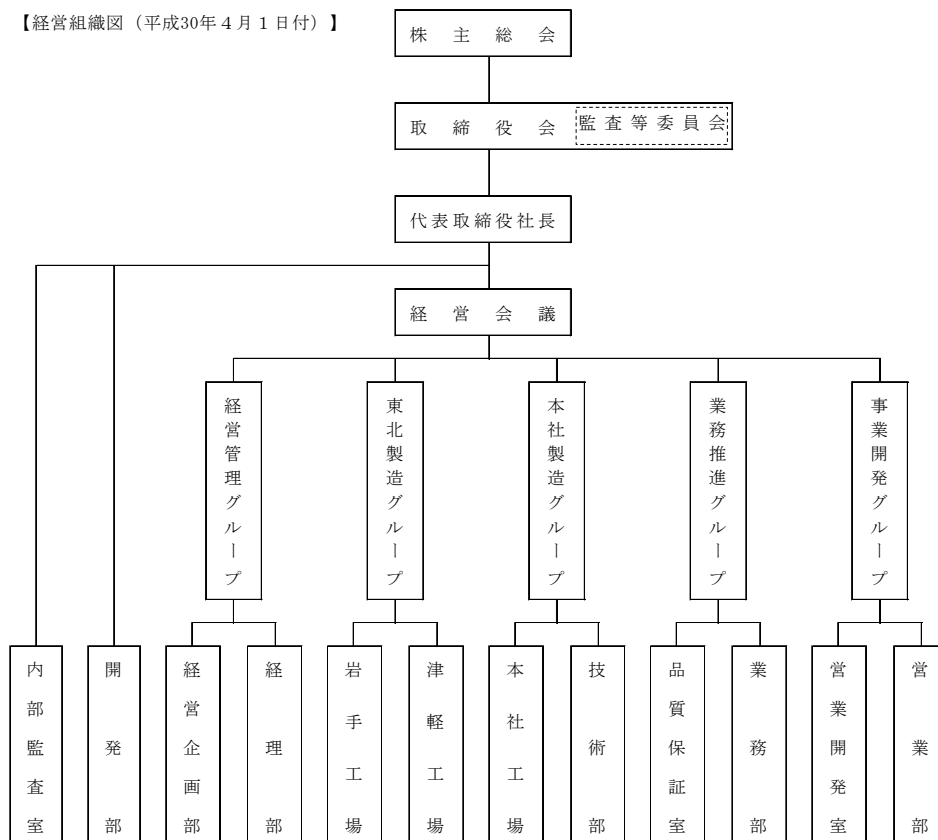 【経営組織図（平成30年４月１日付）】
株主総会
取締役会
監査等委員会
代表取締役社長
経営会議
経営管理グループ
東北製造グループ
本社製造グループ
業務推進グループ
事業開発グループ
内部監査室
開発部
経営企画部
経理部
岩手工場
津軽工場
本社工場
技術部
品質保証室
業務部
営業開発室
営業部